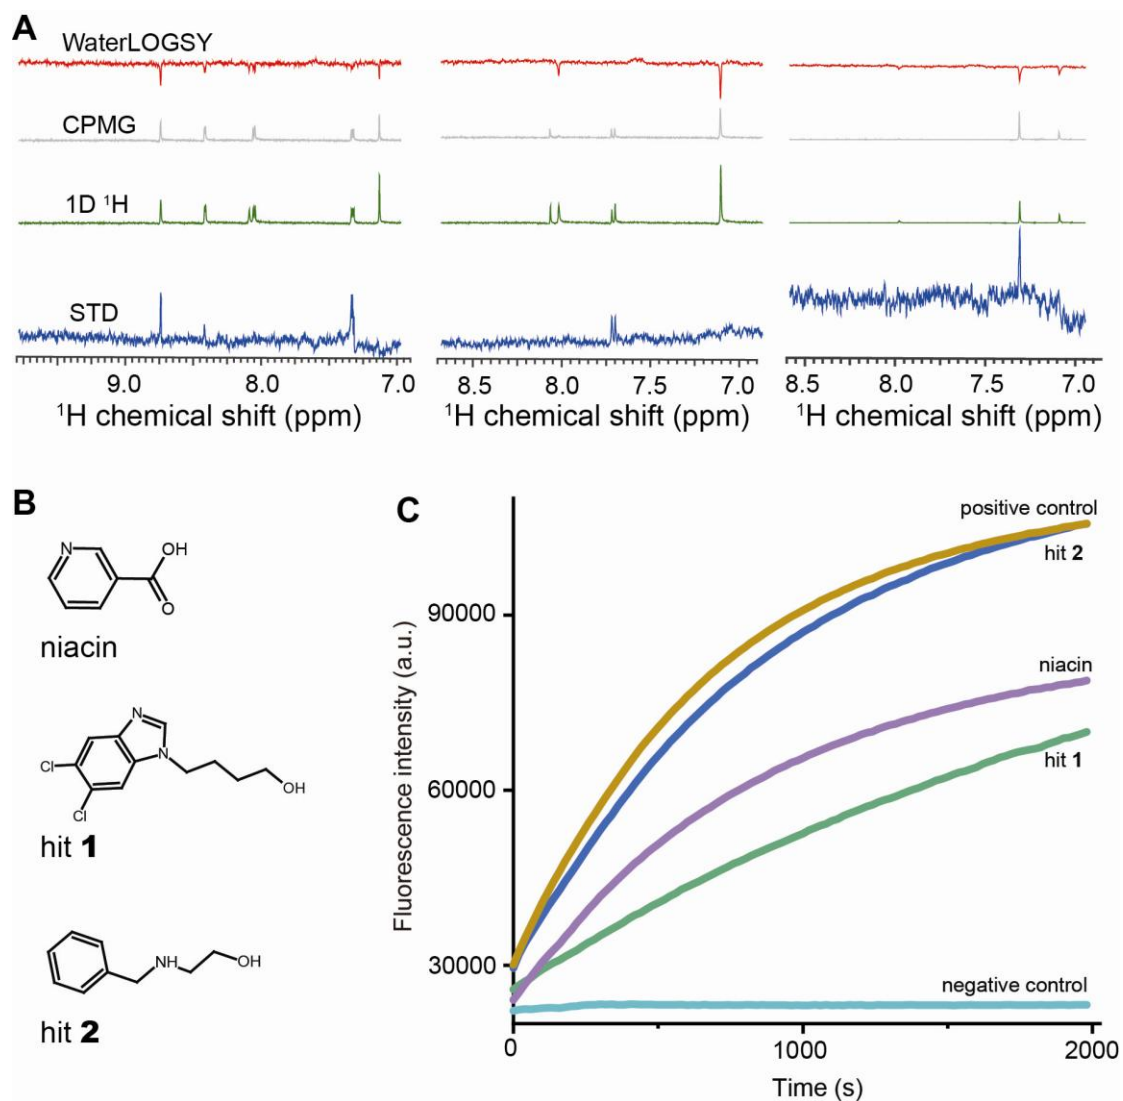 A
WaterLOGSY
CPMG
1D ¹H
STD
9.0 8.0 7.0
¹H chemical shift (ppm)
8.5 8.0 7.5 7.0
¹H chemical shift (ppm)
8.5 8.0 7.5 7.0
¹H chemical shift (ppm)
B
N
OH
O
niacin
N
N
Cl
Cl
OH
hit 1
NH
OH
hit 2
C
Fluorescence intensity (a.u.)
90000
60000
30000
positive control
hit 2
niacin
hit 1
negative control
0 1000 2000
Time (s)